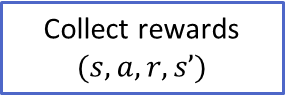 Collect rewards
(s, a, r, s’)